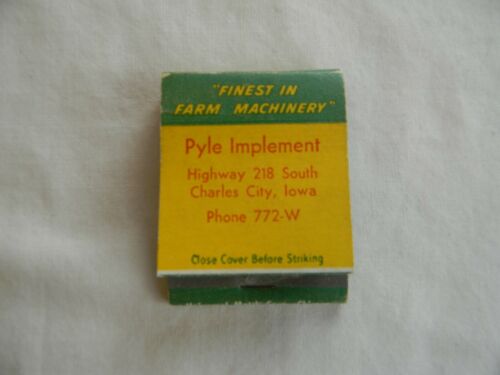 "FINEST IN
FARM MACHINERY"
Pyle Implement
Highway 218 South
Charles City, Iowa
Phone 772-W
Close Cover Before Striking